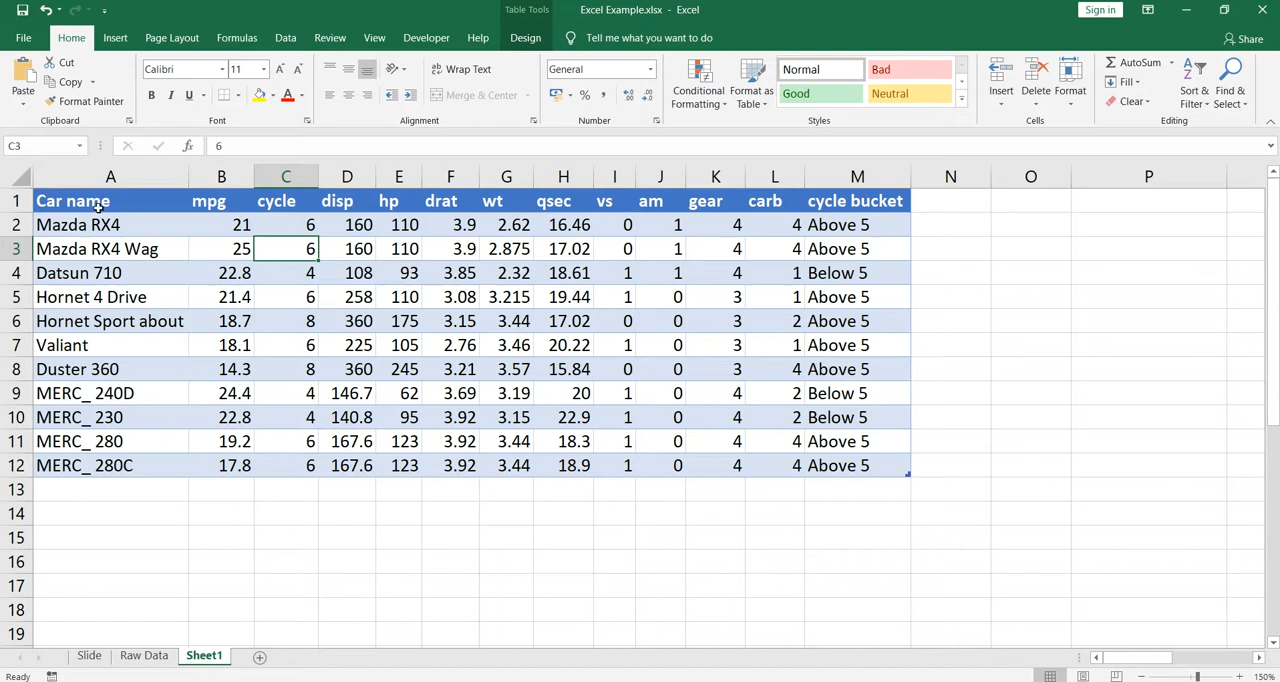 Table Tools Excel Example.xlsx - Excel Sign in
File Home Insert Page Layout Formulas Data Review View Developer Help Design Tell me what you want to do Share
Paste Cut Copy Format Painter Clipboard
Calibri 11 A A B I U A Font
Wrap Text Merge & Center Alignment
General % , Number
Conditional Formatting Format as Table Normal Bad Good Neutral Styles
Insert Delete Format Cells
AutoSum Fill Clear Sort & Filter Find & Select Editing
C3 fx 6
A B C D E F G H I J K L M N O P
1 Car name mpg cycle disp hp drat wt qsec vs am gear carb cycle bucket
2 Mazda RX4 21 6 160 110 3.9 2.62 16.46 0 1 4 4 Above 5
3 Mazda RX4 Wag 25 6 160 110 3.9 2.875 17.02 0 1 4 4 Above 5
4 Datsun 710 22.8 4 108 93 3.85 2.32 18.61 1 1 4 1 Below 5
5 Hornet 4 Drive 21.4 6 258 110 3.08 3.215 19.44 1 0 3 1 Above 5
6 Hornet Sport about 18.7 8 360 175 3.15 3.44 17.02 0 0 3 2 Above 5
7 Valiant 18.1 6 225 105 2.76 3.46 20.22 1 0 3 1 Above 5
8 Duster 360 14.3 8 360 245 3.21 3.57 15.84 0 0 3 4 Above 5
9 MERC_ 240D 24.4 4 146.7 62 3.69 3.19 20 1 0 4 2 Below 5
10 MERC_ 230 22.8 4 140.8 95 3.92 3.15 22.9 1 0 4 2 Below 5
11 MERC_ 280 19.2 6 167.6 123 3.92 3.44 18.3 1 0 4 4 Above 5
12 MERC_ 280C 17.8 6 167.6 123 3.92 3.44 18.9 1 0 4 4 Above 5
13
14
15
16
17
18
19
Slide Raw Data Sheet1
Ready 150%